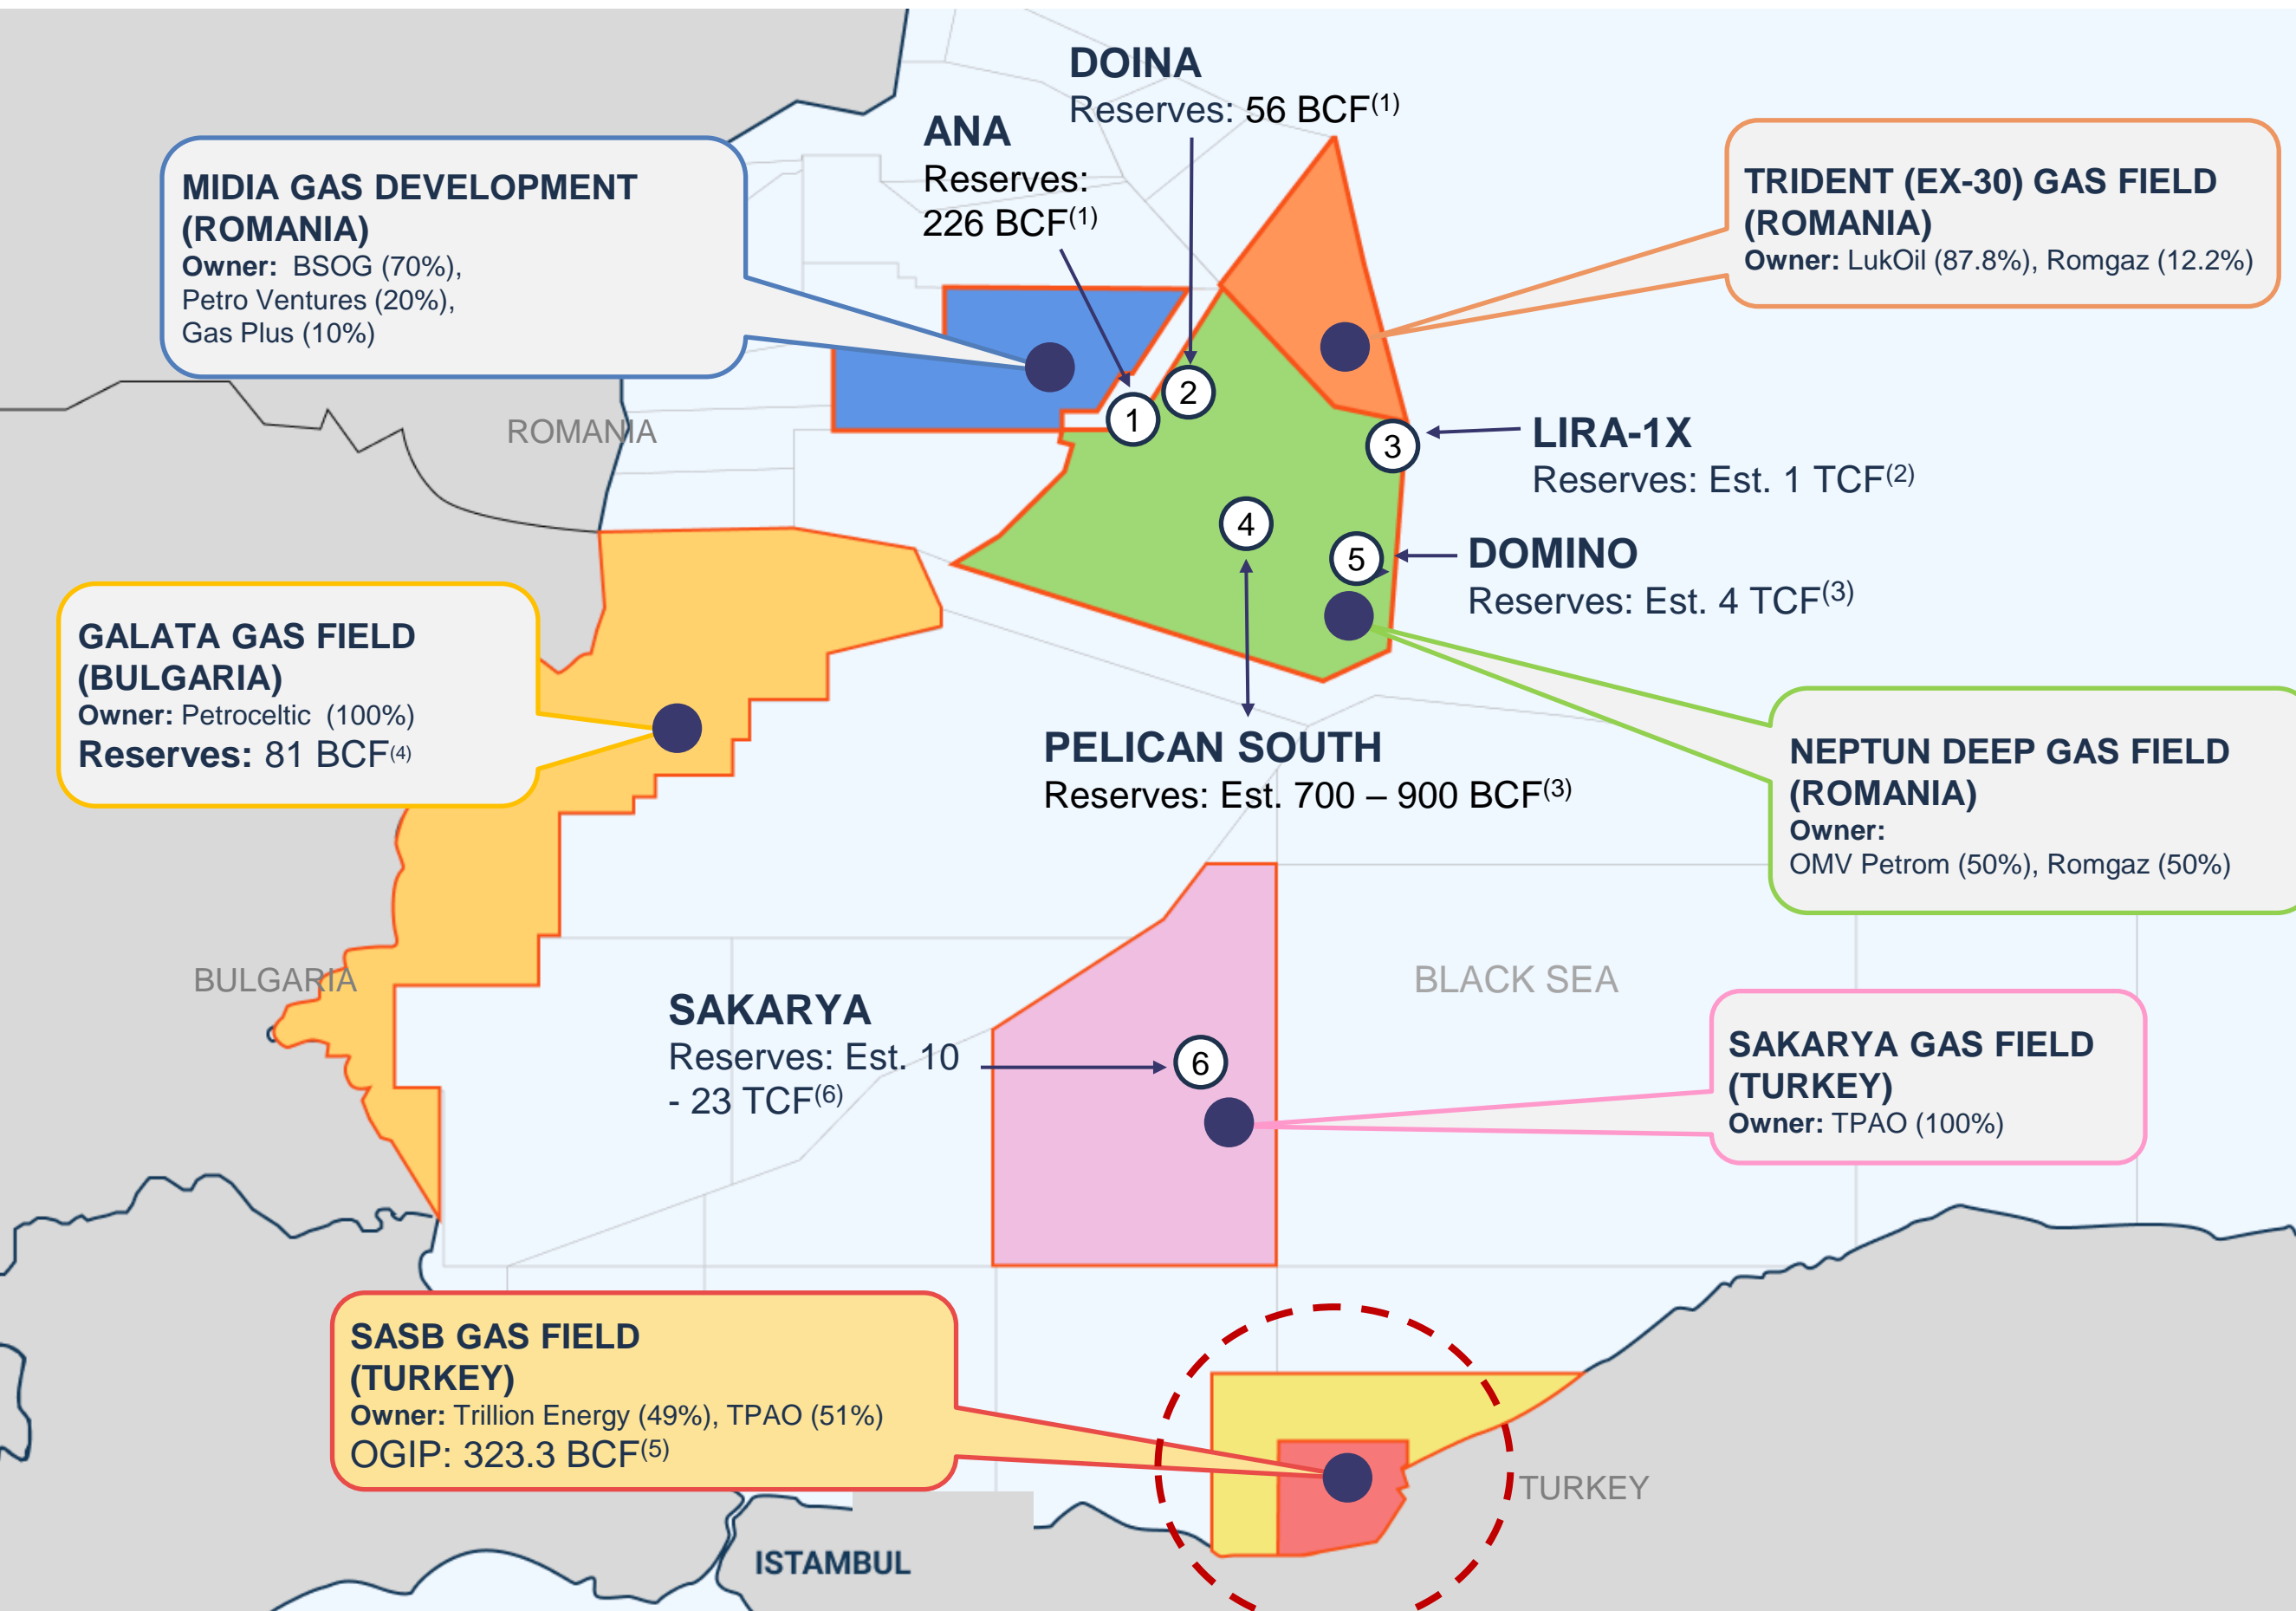 DOINA
Reserves: 56 BCF(1)
ANA
Reserves:
226 BCF(1)
MIDIA GAS DEVELOPMENT
(ROMANIA)
Owner:  BSOG (70%),
Petro Ventures (20%),
Gas Plus (10%)
TRIDENT (EX-30) GAS FIELD
(ROMANIA)
Owner: LukOil (87.8%), Romgaz (12.2%)
1
2
3
4
5
6
ROMANIA
LIRA-1X
Reserves: Est. 1 TCF(2)
DOMINO
Reserves: Est. 4 TCF(3)
GALATA GAS FIELD
(BULGARIA)
Owner: Petroceltic  (100%)
Reserves: 81 BCF(4)
PELICAN SOUTH
Reserves: Est. 700 – 900 BCF(3)
NEPTUN DEEP GAS FIELD
(ROMANIA)
Owner:
OMV Petrom (50%), Romgaz (50%)
BULGARIA
BLACK SEA
SAKARYA
Reserves: Est. 10
- 23 TCF(6)
SAKARYA GAS FIELD
(TURKEY)
Owner: TPAO (100%)
SASB GAS FIELD
(TURKEY)
Owner: Trillion Energy (49%), TPAO (51%)
OGIP: 323.3 BCF(5)
TURKEY
ISTAMBUL